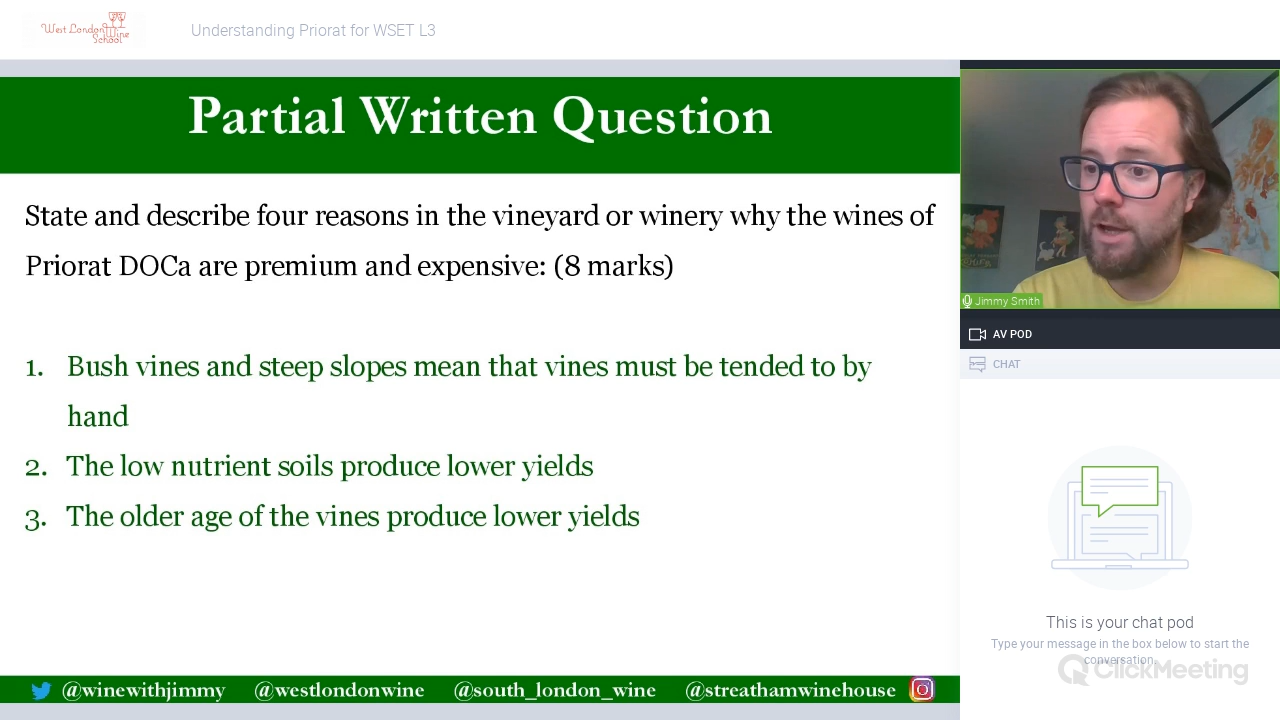 West London
Wine
School
Understanding Priorat for WSET L3
Partial Written Question
State and describe four reasons in the vineyard or winery why the wines of
Priorat DOCa are premium and expensive: (8 marks)
1. Bush vines and steep slopes mean that vines must be tended to by
hand
2. The low nutrient soils produce lower yields
3. The older age of the vines produce lower yields
@winewithjimmy @westlondonwine @south_london_wine @streathamwinehouse
Jimmy Smith
AV POD
CHAT
This is your chat pod
Type your message in the box below to start the
conversation.
ClickMeeting